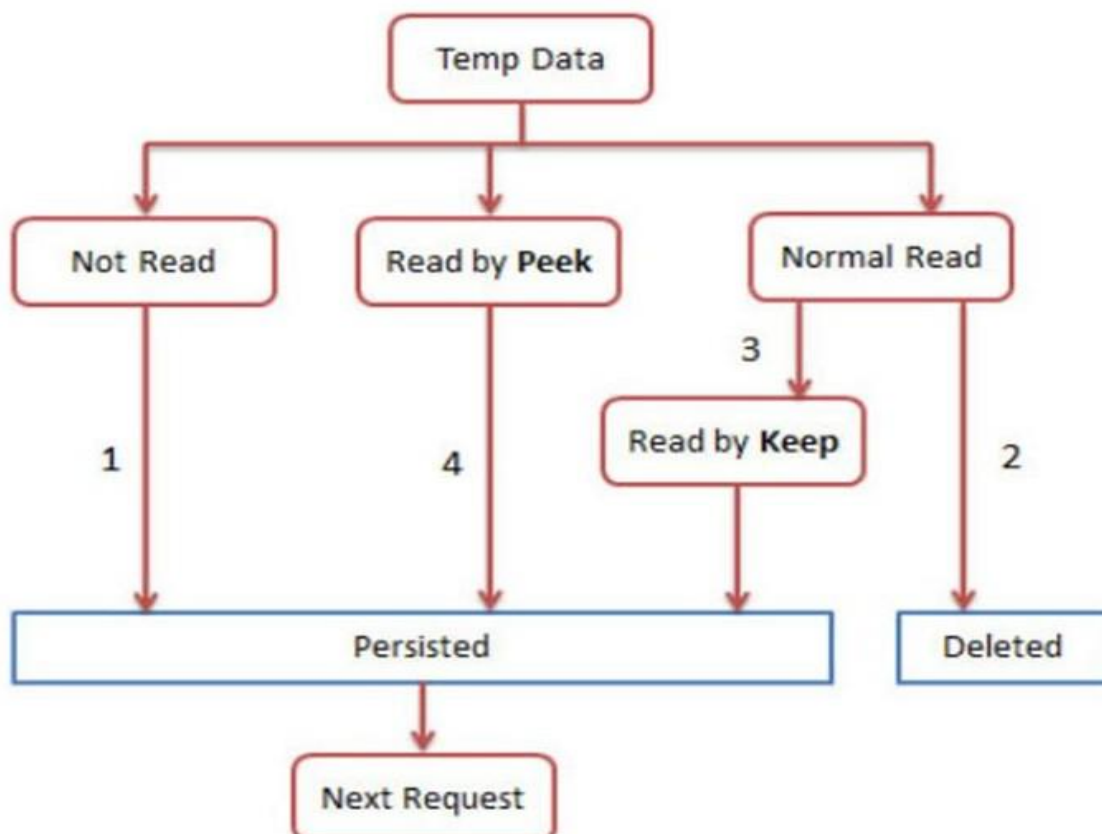 Temp Data
Not Read
Read by Peek
Normal Read
3
Read by Keep
1
4
2
Persisted
Deleted
Next Request